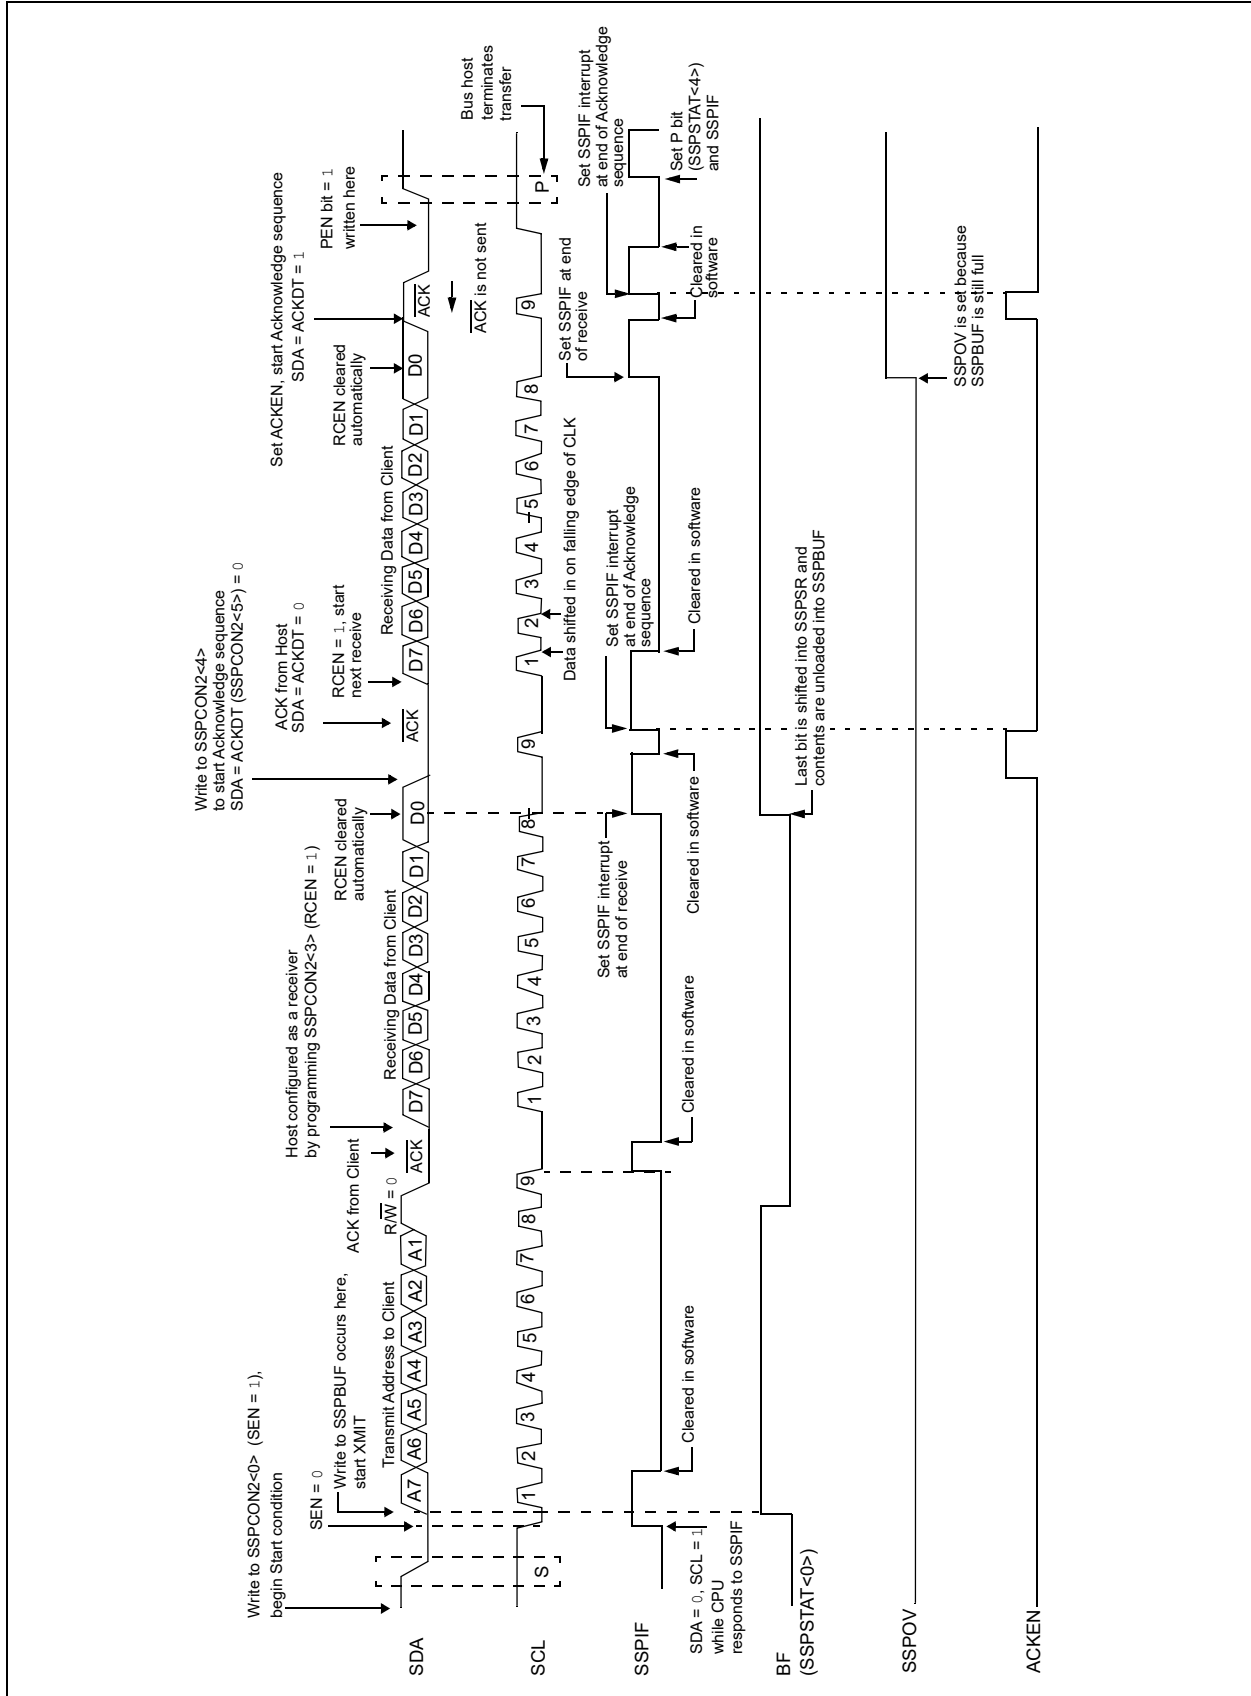 Write to SSPCON2<0> (SEN = 1),
begin Start condition
SEN = 0
Write to SSPBUF occurs here,
start XMIT
Transmit Address to Client
R/W = 0
ACK from Client
Host configured as a receiver
by programming SSPCON2<3> (RCEN = 1)
Receiving Data from Client
RCEN cleared
automatically
Write to SSPCON2<4>
to start Acknowledge sequence
SDA = ACKDT (SSPCON2<5>) = 0
ACK from Host
SDA = ACKDT = 0
RCEN = 1, start
next receive
Receiving Data from Client
RCEN cleared
automatically
Set ACKEN, start Acknowledge sequence
SDA = ACKDT = 1
PEN bit = 1
written here
SDA
A7 A6 A5 A4 A3 A2 A1
ACK
D7 D6 D5 D4 D3 D2 D1 D0
ACK
D7 D6 D5 D4 D3 D2 D1 D0
ACK
ACK is not sent
Bus host
terminates
transfer
SCL
S
1 2 3 4 5 6 7 8 9
1 2 3 4 5 6 7 8 9
1 2 3 4 5 6 7 8 9
P
Data shifted in on falling edge of CLK
Set SSPIF interrupt
at end of receive
Set SSPIF interrupt
at end of Acknowledge
sequence
Set SSPIF at end
of receive
Set SSPIF interrupt
at end of Acknowledge
sequence
SSPIF
SDA = 0, SCL = 1
while CPU
responds to SSPIF
Cleared in software
Cleared in software
Cleared in software
Cleared in software
Cleared in
software
Set P bit
(SSPSTAT<4>)
and SSPIF
BF
(SSPSTAT<0>)
Last bit is shifted into SSPSR and
contents are unloaded into SSPBUF
SSPOV
SSPOV is set because
SSPBUF is still full
ACKEN